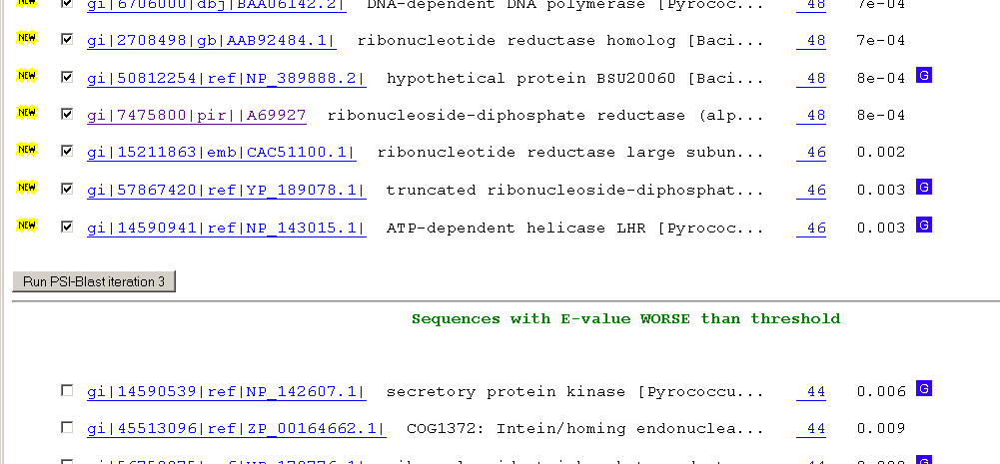 NEW gi|6706000|dbj|BAA06142.2| DNA-dependent DNA polymerase [Pyrococ... 48 7e-04
NEW gi|2708498|gb|AAB92484.1| ribonucleotide reductase homolog [Baci... 48 7e-04
NEW gi|50812254|ref|NP_389888.2| hypothetical protein BSU20060 [Baci... 48 8e-04 G
NEW gi|7475800|pir||A69927 ribonucleoside-diphosphate reductase (alp... 48 8e-04
NEW gi|15211863|emb|CAC51100.1| ribonucleotide reductase large subun... 46 0.002
NEW gi|57867420|ref|YP_189078.1| truncated ribonucleoside-diphosphat... 46 0.003 G
NEW gi|14590941|ref|NP_143015.1| ATP-dependent helicase LHR [Pyrococ... 46 0.003 G
Run PSI-Blast iteration 3
Sequences with E-value WORSE than threshold
gi|14590539|ref|NP_142607.1| secretory protein kinase [Pyrococcu... 44 0.006 G
gi|45513096|ref|ZP_00164662.1| COG1372: Intein/homing endonuclea... 44 0.009